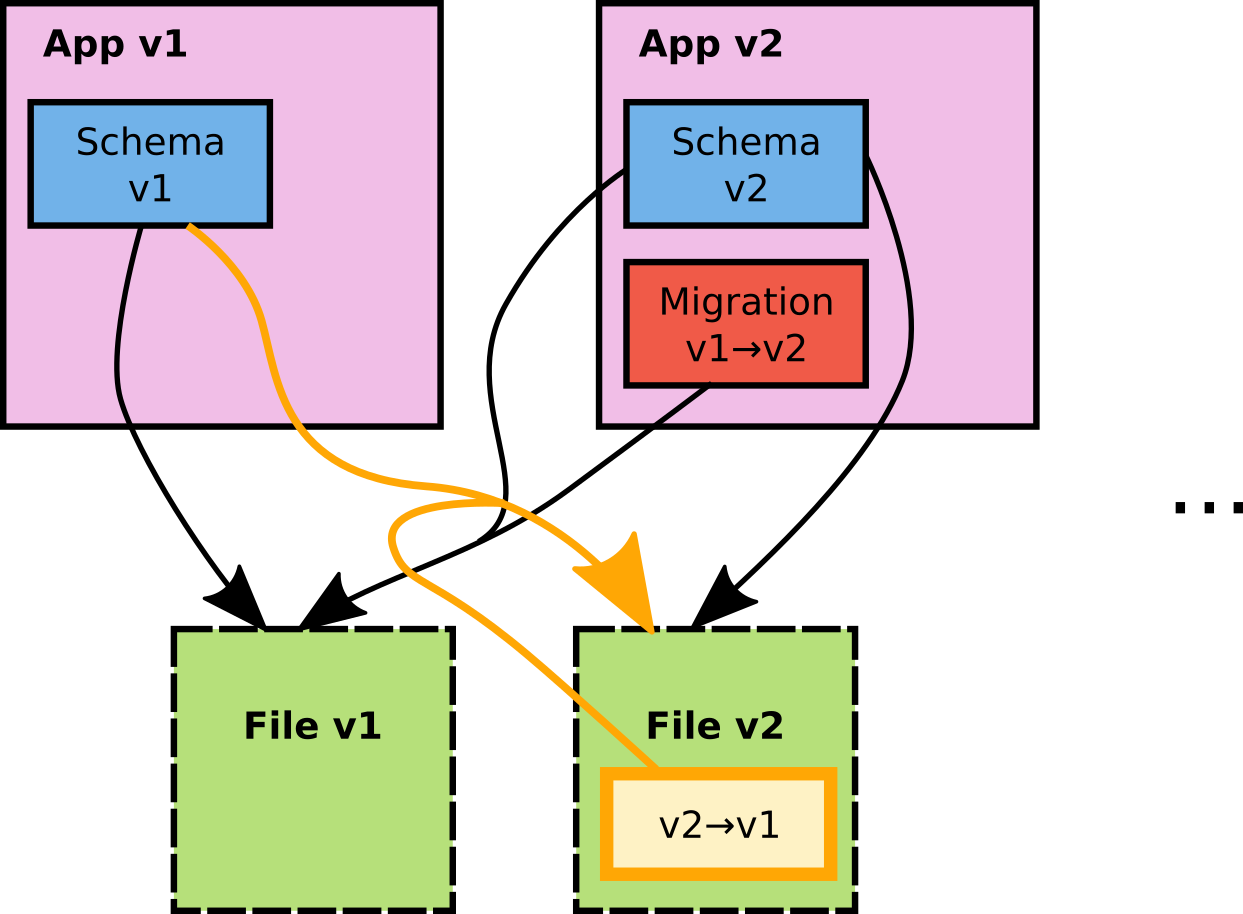 App v1
Schema
v1
App v2
Schema
v2
Migration
v1→v2
...
File v1
File v2
v2→v1